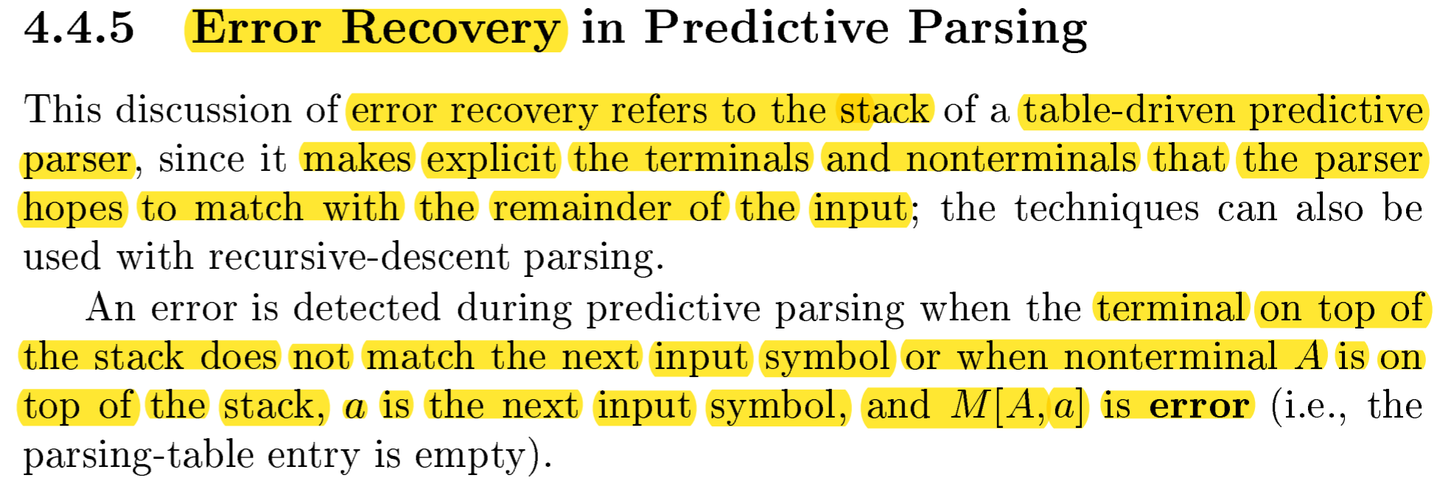 4.4.5 Error Recovery in Predictive Parsing
This discussion of error recovery refers to the stack of a table-driven predictive
parser, since it makes explicit the terminals and nonterminals that the parser
hopes to match with the remainder of the input; the techniques can also be
used with recursive-descent parsing.
An error is detected during predictive parsing when the terminal on top of
the stack does not match the next input symbol or when nonterminal A is on
top of the stack, a is the next input symbol, and M[A, a] is error (i.e., the
parsing-table entry is empty).